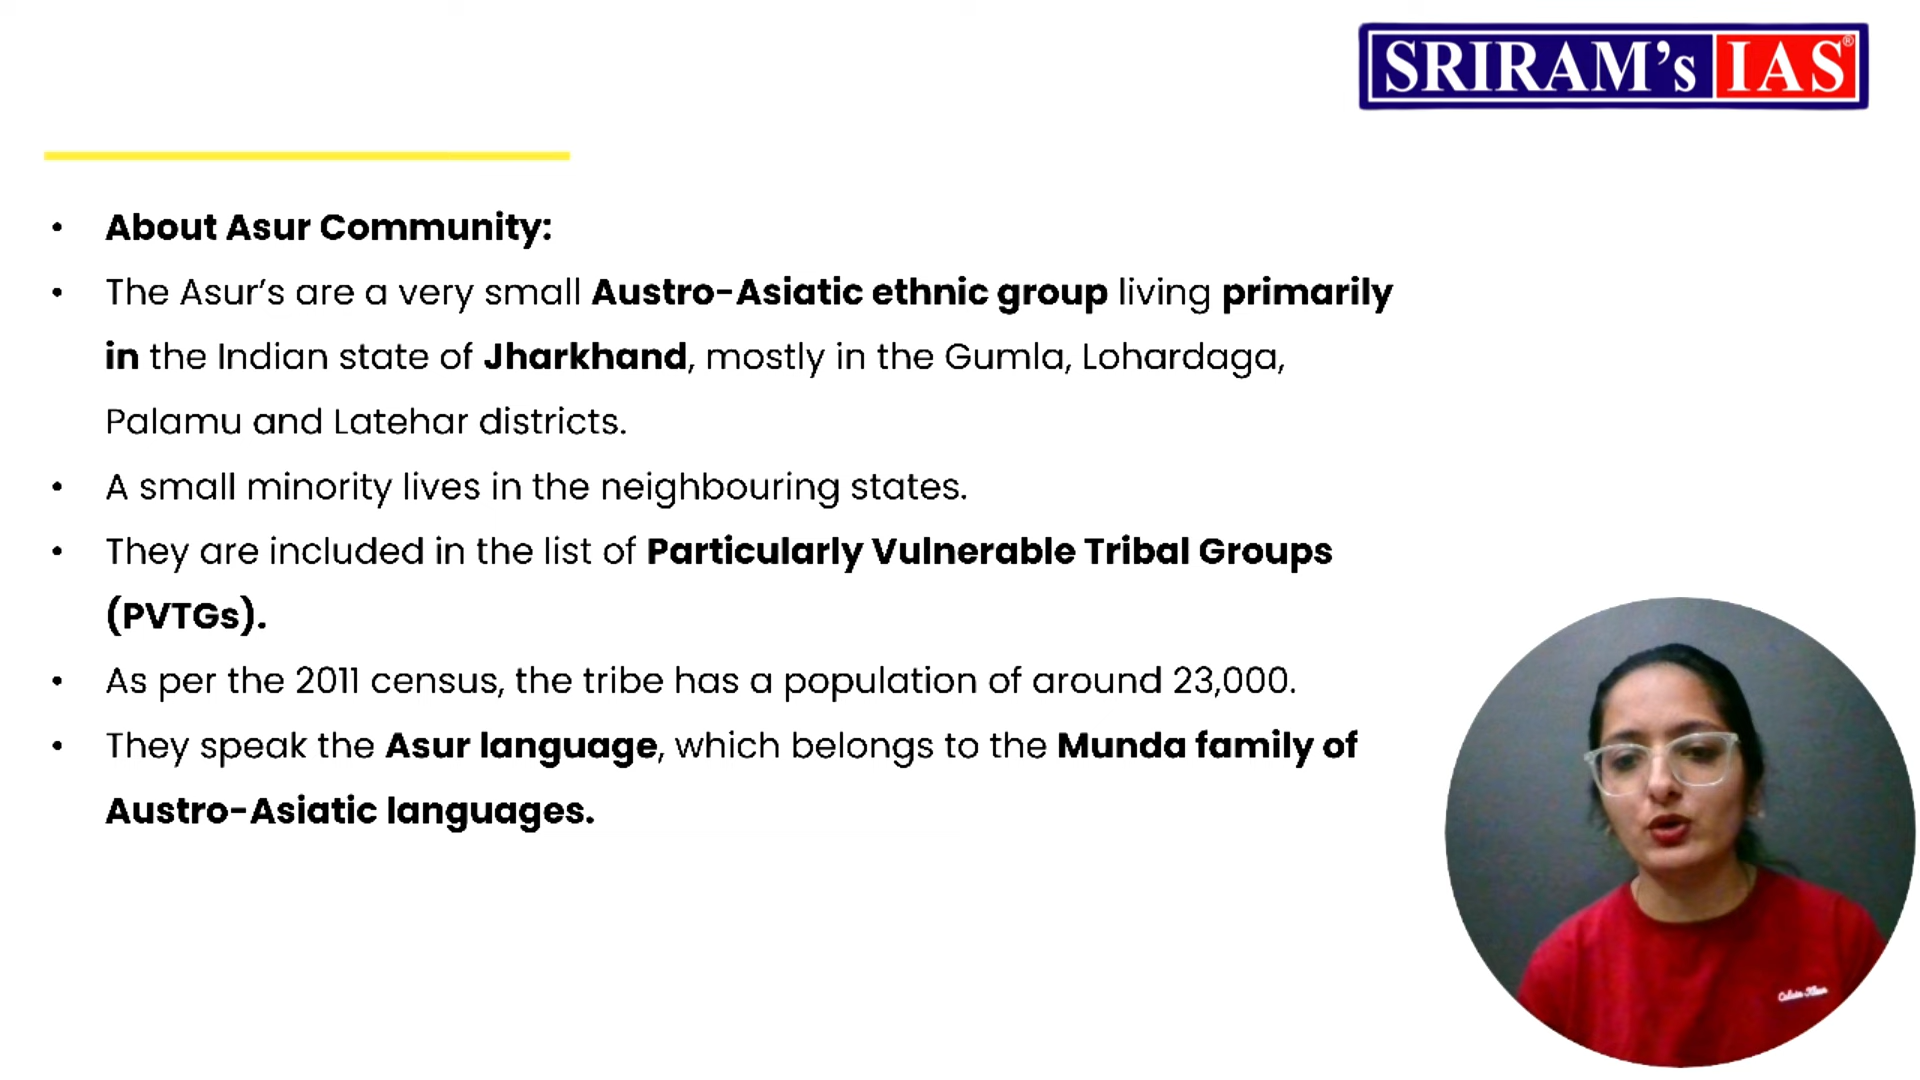 SRIRAM's IAS®
• About Asur Community:
• The Asur’s are a very small Austro-Asiatic ethnic group living primarily
in the Indian state of Jharkhand, mostly in the Gumla, Lohardaga,
Palamu and Latehar districts.
• A small minority lives in the neighbouring states.
• They are included in the list of Particularly Vulnerable Tribal Groups
(PVTGs).
• As per the 2011 census, the tribe has a population of around 23,000.
• They speak the Asur language, which belongs to the Munda family of
Austro-Asiatic languages.
Calvin Klein